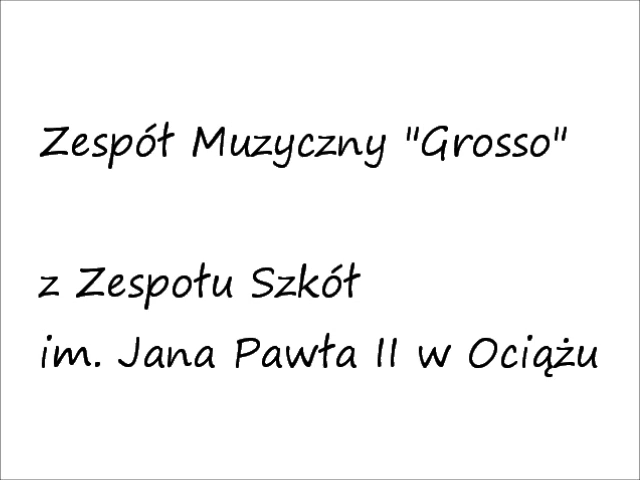 Zespół Muzyczny "Grosso"
z Zespołu Szkół
im. Jana Pawła II w Ociążu